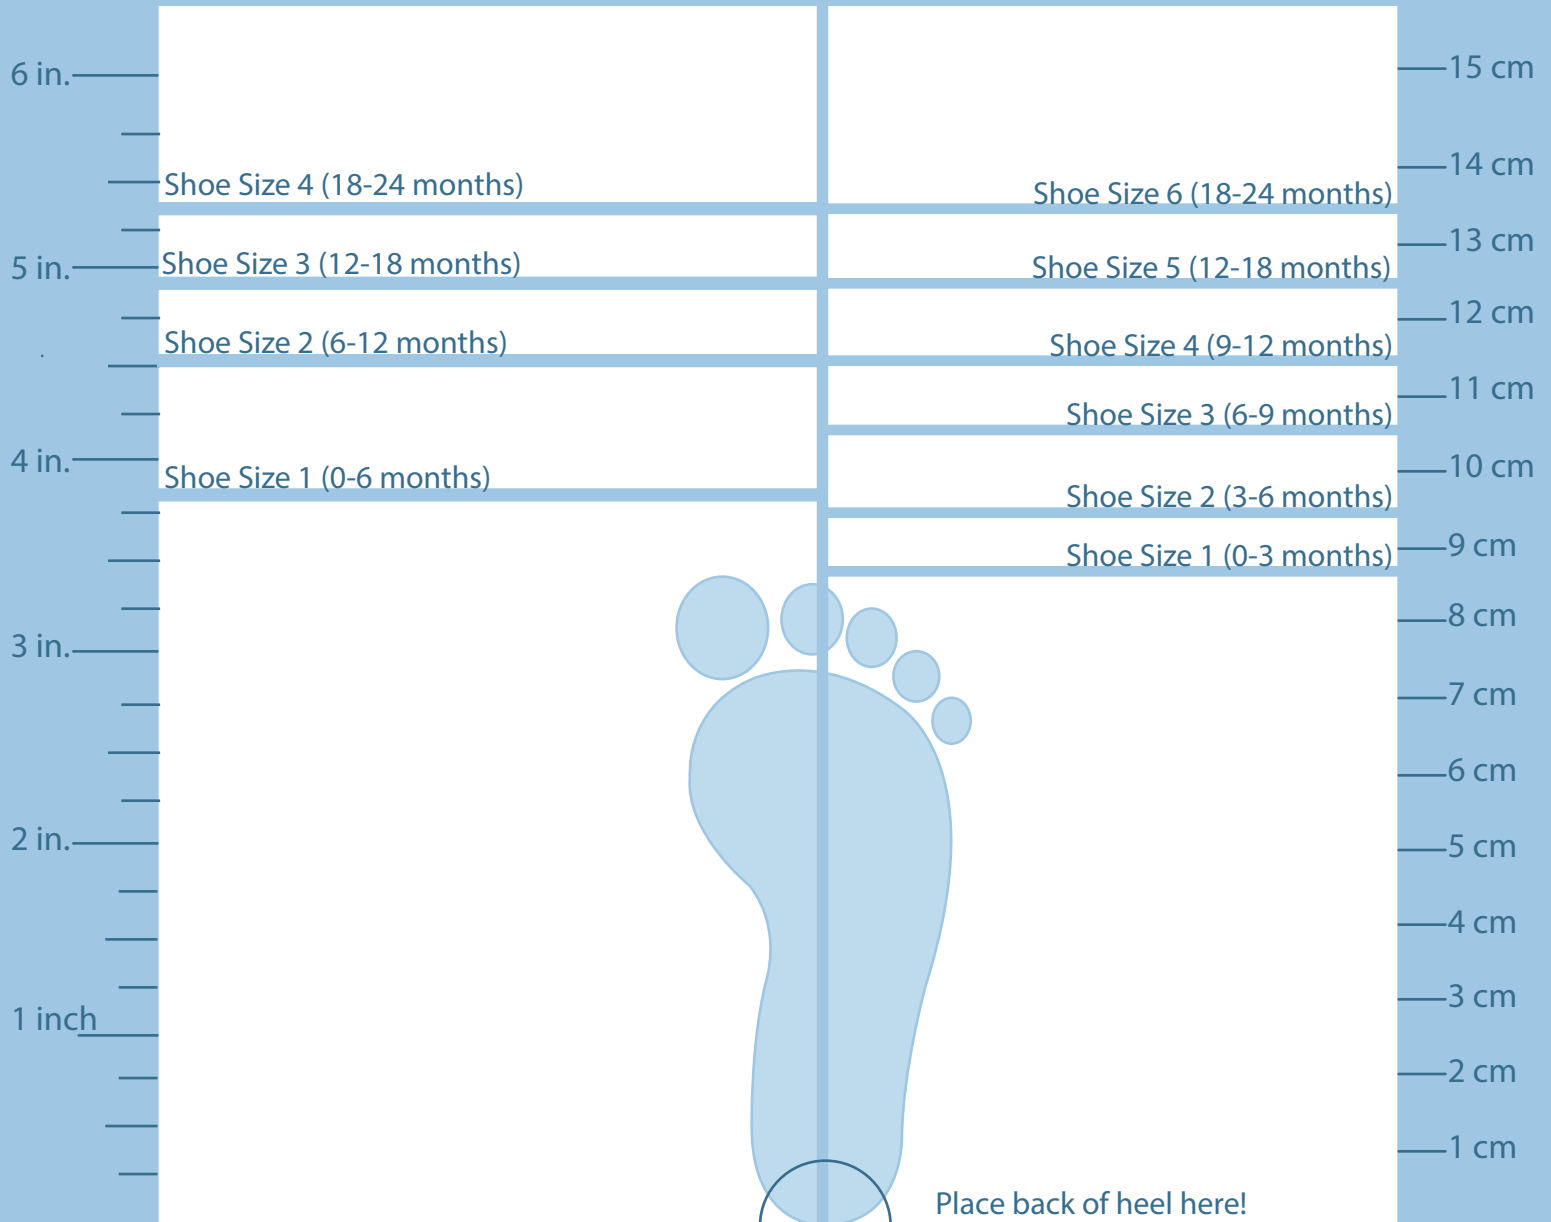 6 in.
15 cm
14 cm
Shoe Size 4 (18-24 months)
Shoe Size 6 (18-24 months)
13 cm
5 in.
Shoe Size 3 (12-18 months)
Shoe Size 5 (12-18 months)
12 cm
Shoe Size 2 (6-12 months)
Shoe Size 4 (9-12 months)
11 cm
Shoe Size 3 (6-9 months)
4 in.
10 cm
Shoe Size 1 (0-6 months)
Shoe Size 2 (3-6 months)
9 cm
Shoe Size 1 (0-3 months)
8 cm
3 in.
7 cm
6 cm
2 in.
5 cm
4 cm
3 cm
1 inch
2 cm
1 cm
Place back of heel here!